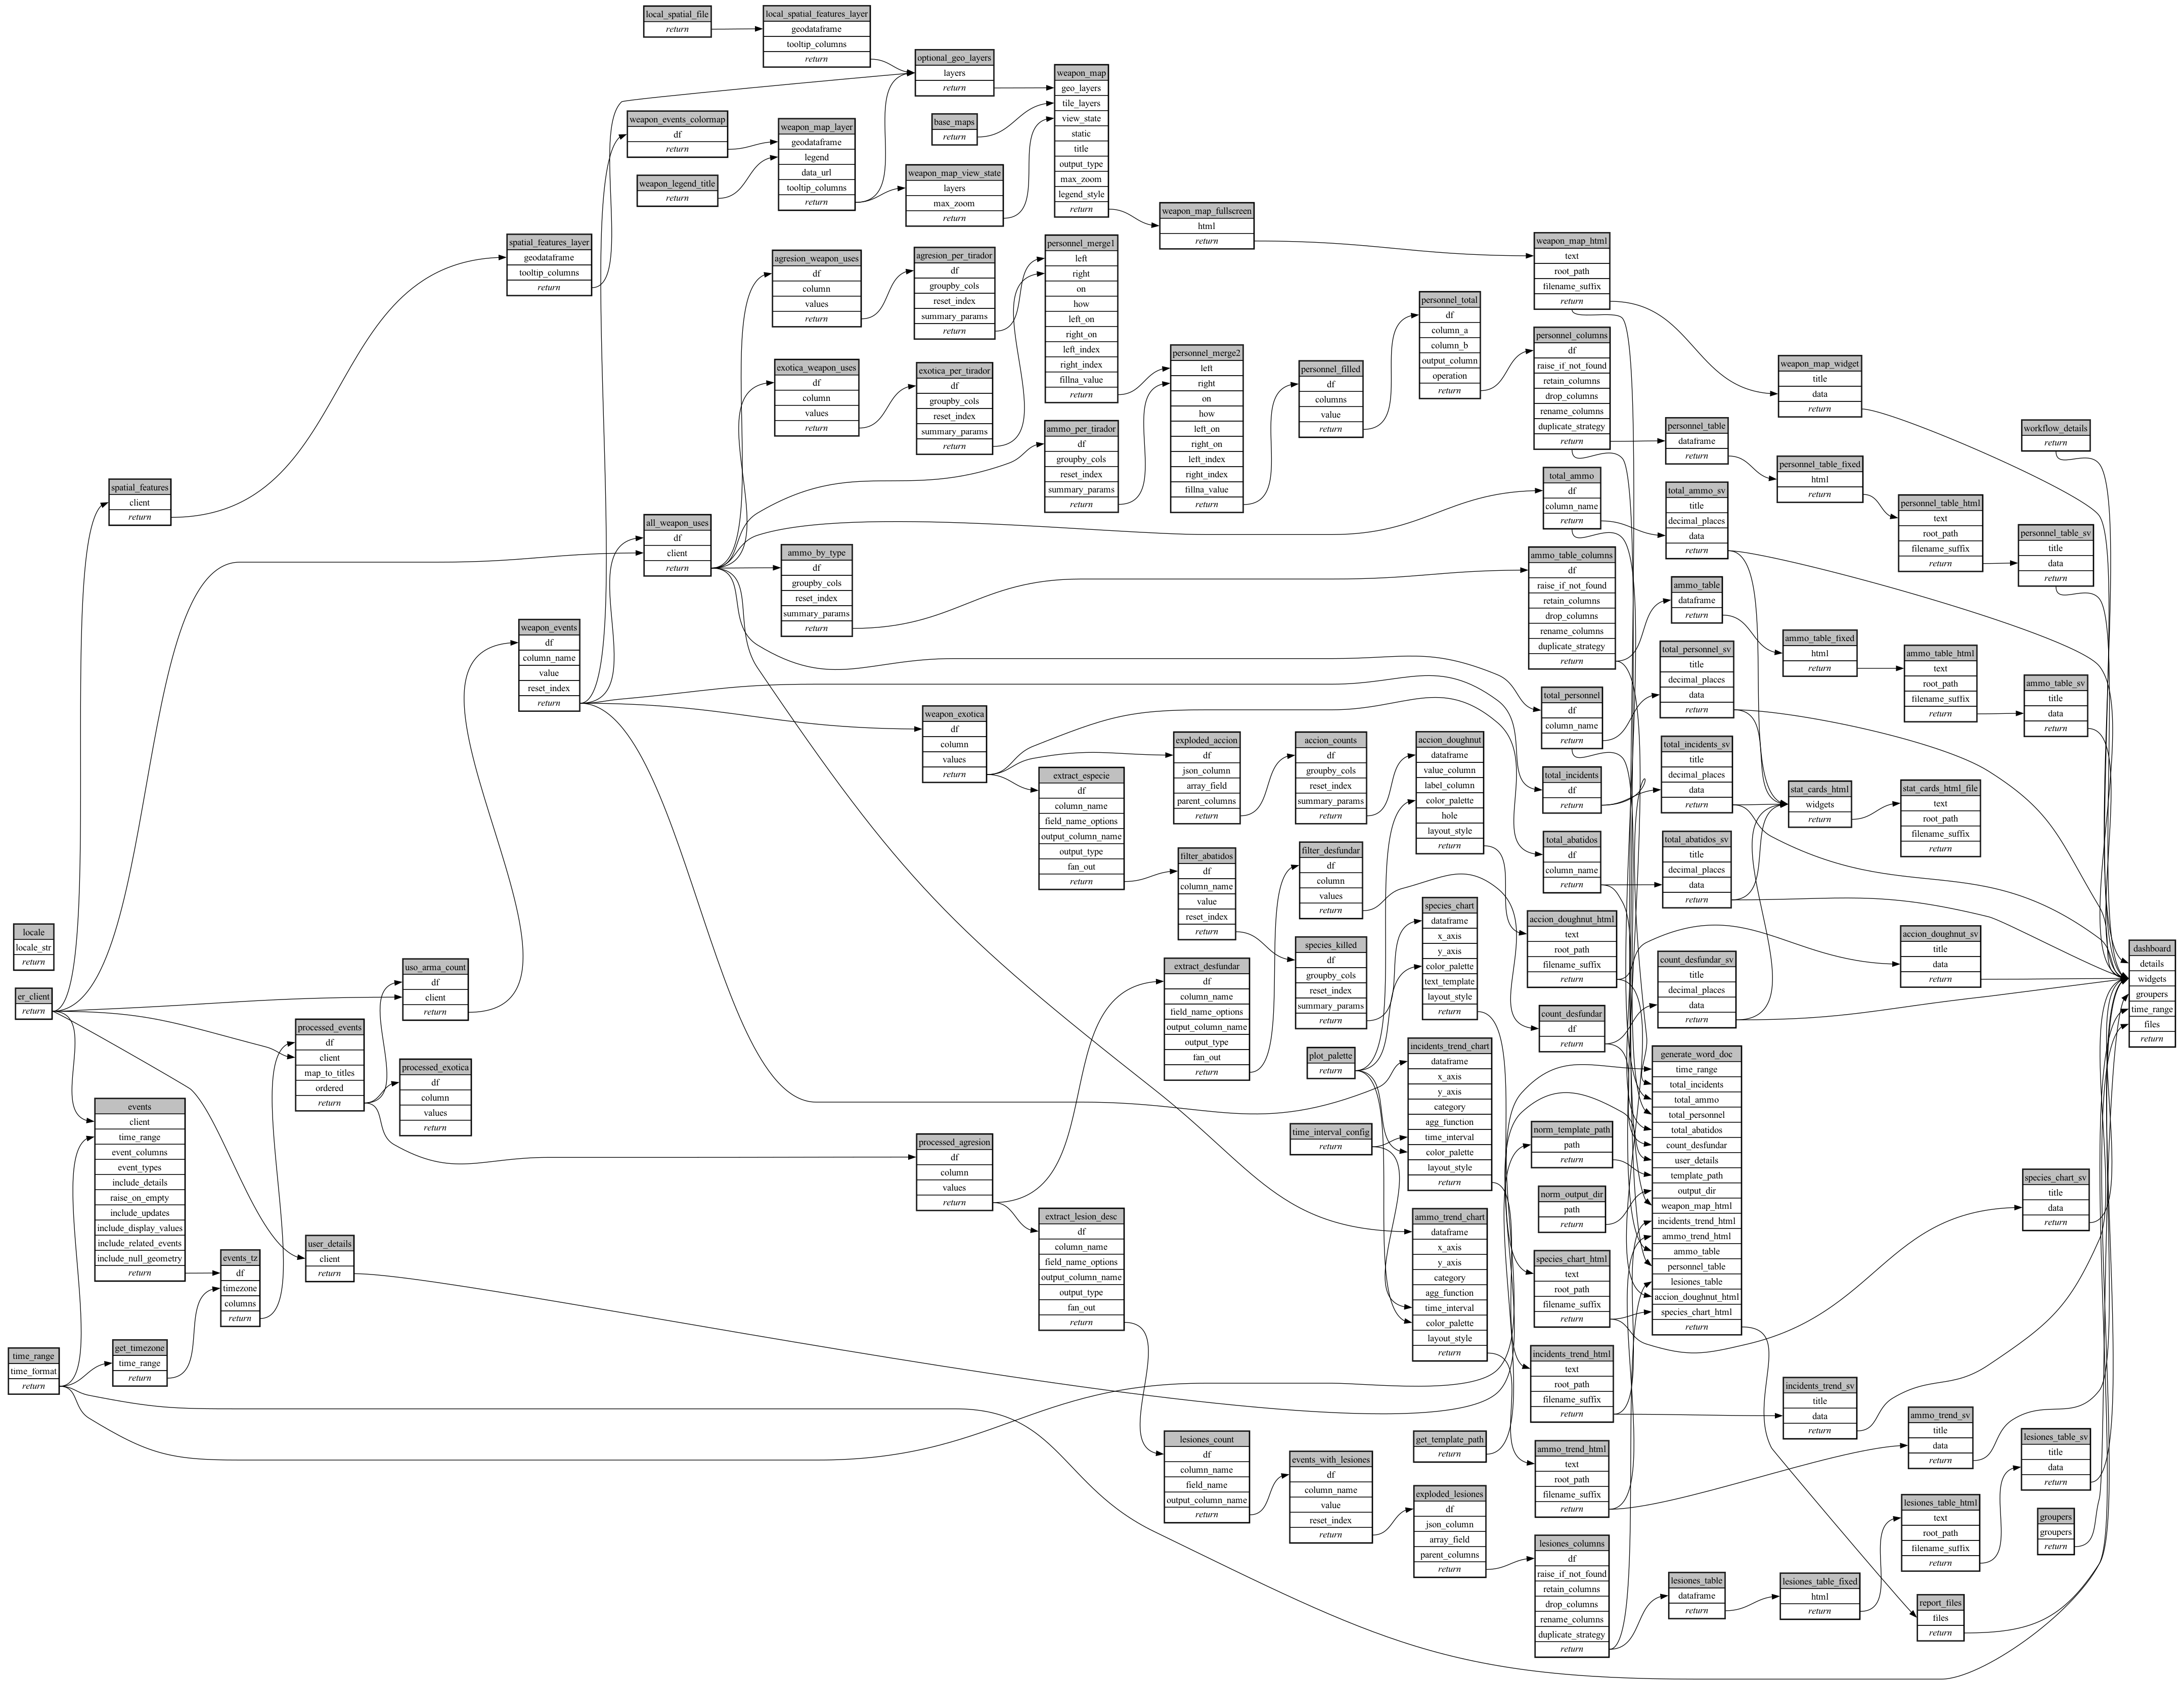 local_spatial_file
return
local_spatial_features_layer
geodataframe
tooltip_columns
return
optional_geo_layers
layers
return
weapon_map
geo_layers
tile_layers
view_state
static
title
output_type
max_zoom
legend_style
return
base_maps
return
weapon_events_colormap
df
return
weapon_map_layer
geodataframe
legend
data_url
tooltip_columns
return
weapon_legend_title
return
weapon_map_view_state
layers
max_zoom
return
weapon_map_fullscreen
html
return
spatial_features_layer
geodataframe
tooltip_columns
return
agresion_weapon_uses
df
column
values
return
agresion_per_tirador
df
groupby_cols
reset_index
summary_params
return
personnel_merge1
left
right
on
how
left_on
right_on
left_index
right_index
fillna_value
return
weapon_map_html
text
root_path
filename_suffix
return
personnel_total
df
column_a
column_b
output_column
operation
return
personnel_columns
df
raise_if_not_found
retain_columns
drop_columns
rename_columns
duplicate_strategy
return
exotica_weapon_uses
df
column
values
return
exotica_per_tirador
df
groupby_cols
reset_index
summary_params
return
personnel_merge2
left
right
on
how
left_on
right_on
left_index
right_index
fillna_value
return
personnel_filled
df
columns
value
return
weapon_map_widget
title
data
return
ammo_per_tirador
df
groupby_cols
reset_index
summary_params
return
personnel_table
dataframe
return
workflow_details
return
personnel_table_fixed
html
return
spatial_features
client
return
total_ammo
df
column_name
return
total_ammo_sv
title
decimal_places
data
return
personnel_table_html
text
root_path
filename_suffix
return
personnel_table_sv
title
data
return
all_weapon_uses
df
client
return
ammo_by_type
df
groupby_cols
reset_index
summary_params
return
ammo_table_columns
df
raise_if_not_found
retain_columns
drop_columns
rename_columns
duplicate_strategy
return
ammo_table
dataframe
return
weapon_events
df
column_name
value
reset_index
return
ammo_table_fixed
html
return
total_personnel_sv
title
decimal_places
data
return
ammo_table_html
text
root_path
filename_suffix
return
ammo_table_sv
title
data
return
total_personnel
df
column_name
return
weapon_exotica
df
column
values
return
exploded_accion
df
json_column
array_field
parent_columns
return
accion_counts
df
groupby_cols
reset_index
summary_params
return
accion_doughnut
dataframe
value_column
label_column
color_palette
hole
layout_style
return
total_incidents_sv
title
decimal_places
data
return
total_incidents
df
return
extract_especie
df
column_name
field_name_options
output_column_name
output_type
fan_out
return
stat_cards_html
widgets
return
stat_cards_html_file
text
root_path
filename_suffix
return
total_abatidos
df
column_name
return
total_abatidos_sv
title
decimal_places
data
return
filter_abatidos
df
column_name
value
reset_index
return
filter_desfundar
df
column
values
return
species_chart
dataframe
x_axis
y_axis
color_palette
text_template
layout_style
return
accion_doughnut_html
text
root_path
filename_suffix
return
locale
locale_str
return
species_killed
df
groupby_cols
reset_index
summary_params
return
accion_doughnut_sv
title
data
return
dashboard
details
widgets
groupers
time_range
files
return
uso_arma_count
df
client
return
extract_desfundar
df
column_name
field_name_options
output_column_name
output_type
fan_out
return
count_desfundar_sv
title
decimal_places
data
return
er_client
return
count_desfundar
df
return
processed_events
df
client
map_to_titles
ordered
return
plot_palette
return
incidents_trend_chart
dataframe
x_axis
y_axis
category
agg_function
time_interval
color_palette
layout_style
return
generate_word_doc
time_range
total_incidents
total_ammo
total_personnel
total_abatidos
count_desfundar
user_details
template_path
output_dir
weapon_map_html
incidents_trend_html
ammo_trend_html
ammo_table
personnel_table
lesiones_table
accion_doughnut_html
species_chart_html
return
processed_exotica
df
column
values
return
events
client
time_range
event_columns
event_types
include_details
raise_on_empty
include_updates
include_display_values
include_related_events
include_null_geometry
return
time_interval_config
return
norm_template_path
path
return
processed_agresion
df
column
values
return
species_chart_sv
title
data
return
norm_output_dir
path
return
extract_lesion_desc
df
column_name
field_name_options
output_column_name
output_type
fan_out
return
ammo_trend_chart
dataframe
x_axis
y_axis
category
agg_function
time_interval
color_palette
layout_style
return
user_details
client
return
events_tz
df
timezone
columns
return
species_chart_html
text
root_path
filename_suffix
return
get_timezone
time_range
return
time_range
time_format
return
incidents_trend_html
text
root_path
filename_suffix
return
incidents_trend_sv
title
data
return
ammo_trend_sv
title
data
return
lesiones_count
df
column_name
field_name
output_column_name
return
get_template_path
return
ammo_trend_html
text
root_path
filename_suffix
return
lesiones_table_sv
title
data
return
events_with_lesiones
df
column_name
value
reset_index
return
exploded_lesiones
df
json_column
array_field
parent_columns
return
lesiones_table_html
text
root_path
filename_suffix
return
groupers
groupers
return
lesiones_columns
df
raise_if_not_found
retain_columns
drop_columns
rename_columns
duplicate_strategy
return
lesiones_table
dataframe
return
lesiones_table_fixed
html
return
report_files
files
return